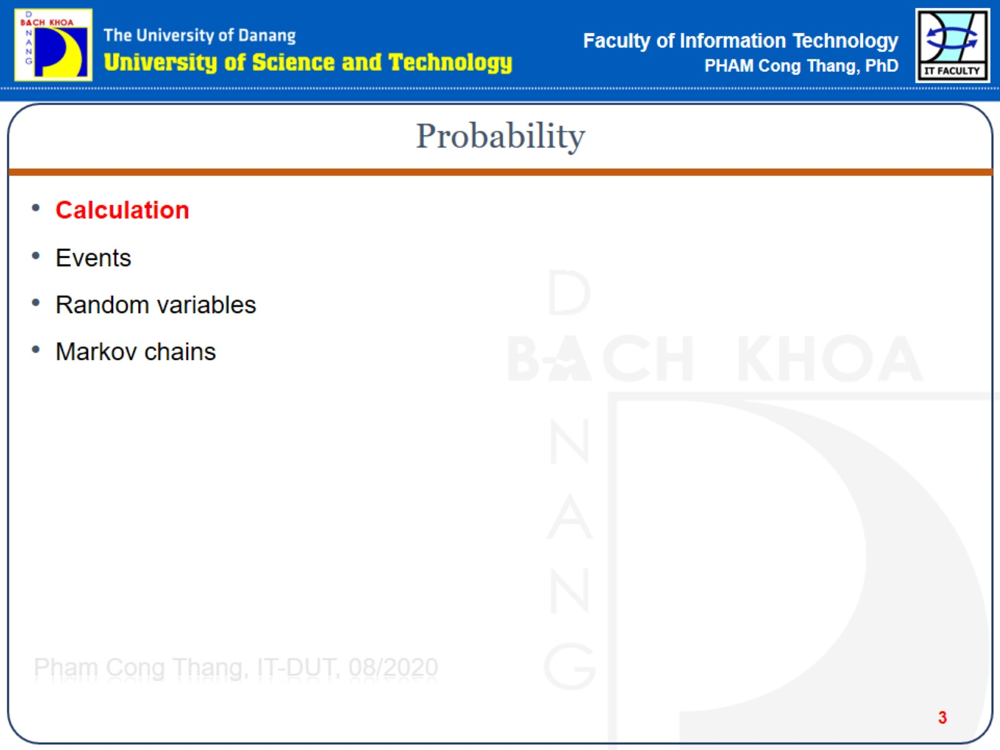 D
BACH KHOA
N
A
N
G
The University of Danang
University of Science and Technology
Faculty of Information Technology
PHAM Cong Thang, PhD
IT FACULTY
Probability
• Calculation
• Events
• Random variables
• Markov chains
D
BACH KHOA
N
A
N
G
Pham Cong Thang, IT-DUT, 08/2020
3